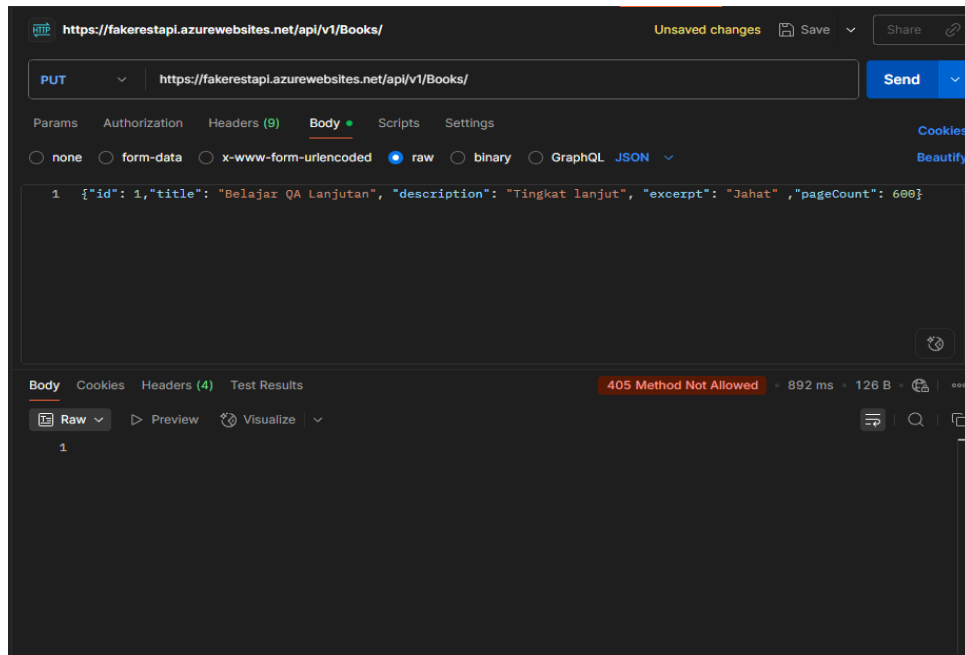 HTTP https://fakerestapi.azurewebsites.net/api/v1/Books/ Unsaved changes Save Share
PUT https://fakerestapi.azurewebsites.net/api/v1/Books/ Send
Params Authorization Headers (9) Body Scripts Settings Cookies
none form-data x-www-form-urlencoded raw binary GraphQL JSON Beautify
1 {"id": 1,"title": "Belajar QA Lanjutan", "description": "Tingkat lanjut", "excerpt": "Jahat" ,"pageCount": 600}
Body Cookies Headers (4) Test Results 405 Method Not Allowed 892 ms 126 B
Raw Preview Visualize
1